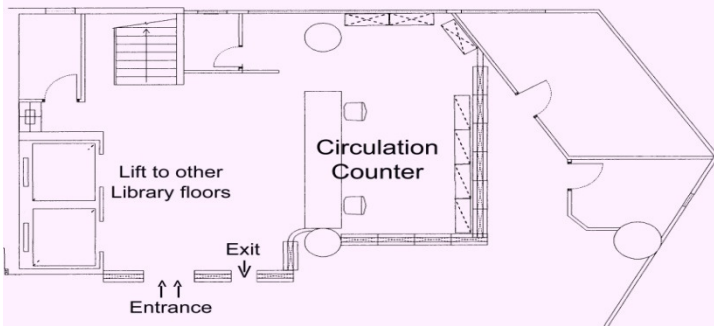 Circulation
Counter
Lift to other
Library floors
Exit
Entrance